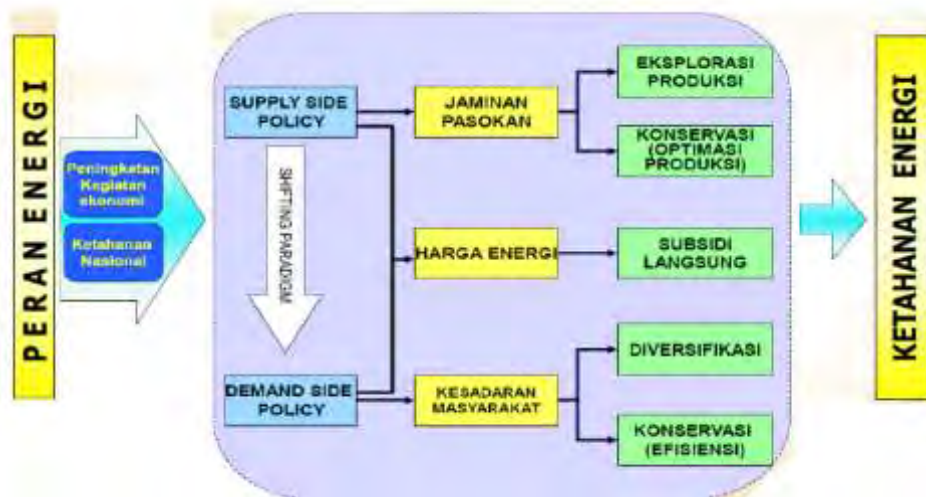 PERAN ENERGI
Peningkatan
Kegiatan
ekonomi
Ketahanan
Nasional
SUPPLY SIDE
POLICY
SHIFTING PARADIGM
DEMAND SIDE
POLICY
JAMINAN
PASOKAN
HARGA ENERGI
KESADARAN
MASYARAKAT
EKSPLORASI
PRODUKSI
KONSERVASI
(OPTIMASI
PRODUKSI)
SUBSIDI
LANGSUNG
DIVERSIFIKASI
KONSERVASI
(EFISIENSI)
KETAHANAN ENERGI